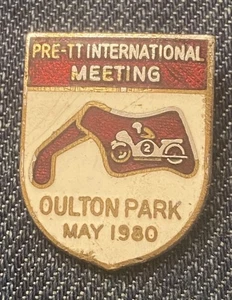 PRE-TT INTERNATIONAL
MEETING
2
OULTON PARK
MAY 1980